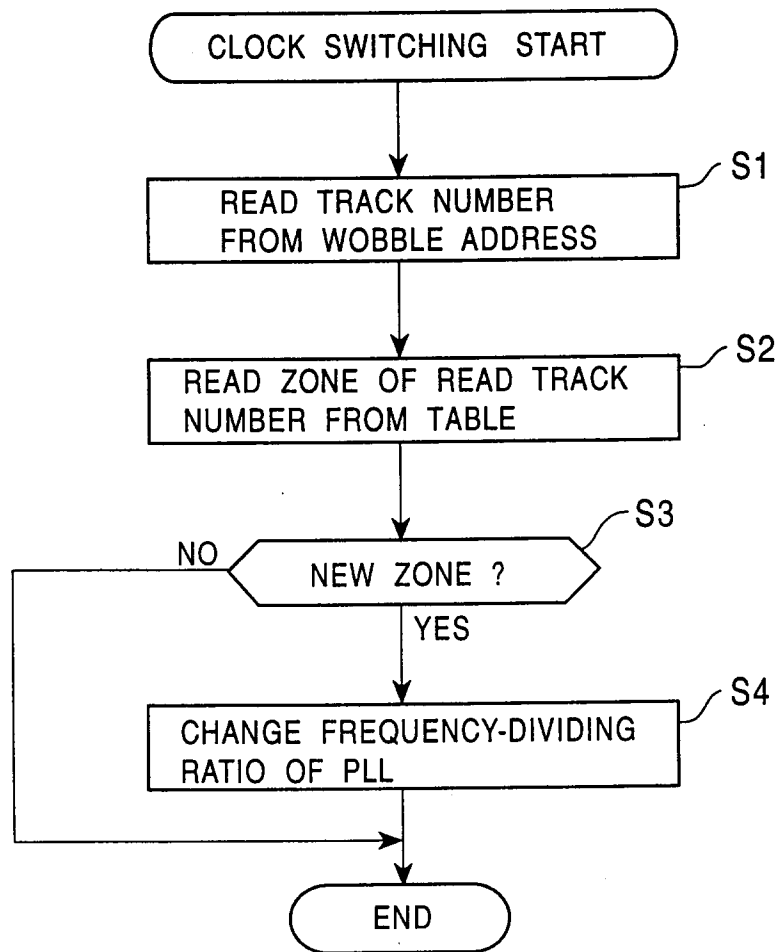 CLOCK SWITCHING START
S1
READ TRACK NUMBER
FROM WOBBLE ADDRESS
S2
READ ZONE OF READ TRACK
NUMBER FROM TABLE
S3
NO
NEW ZONE ?
YES
S4
CHANGE FREQUENCY-DIVIDING
RATIO OF PLL
END